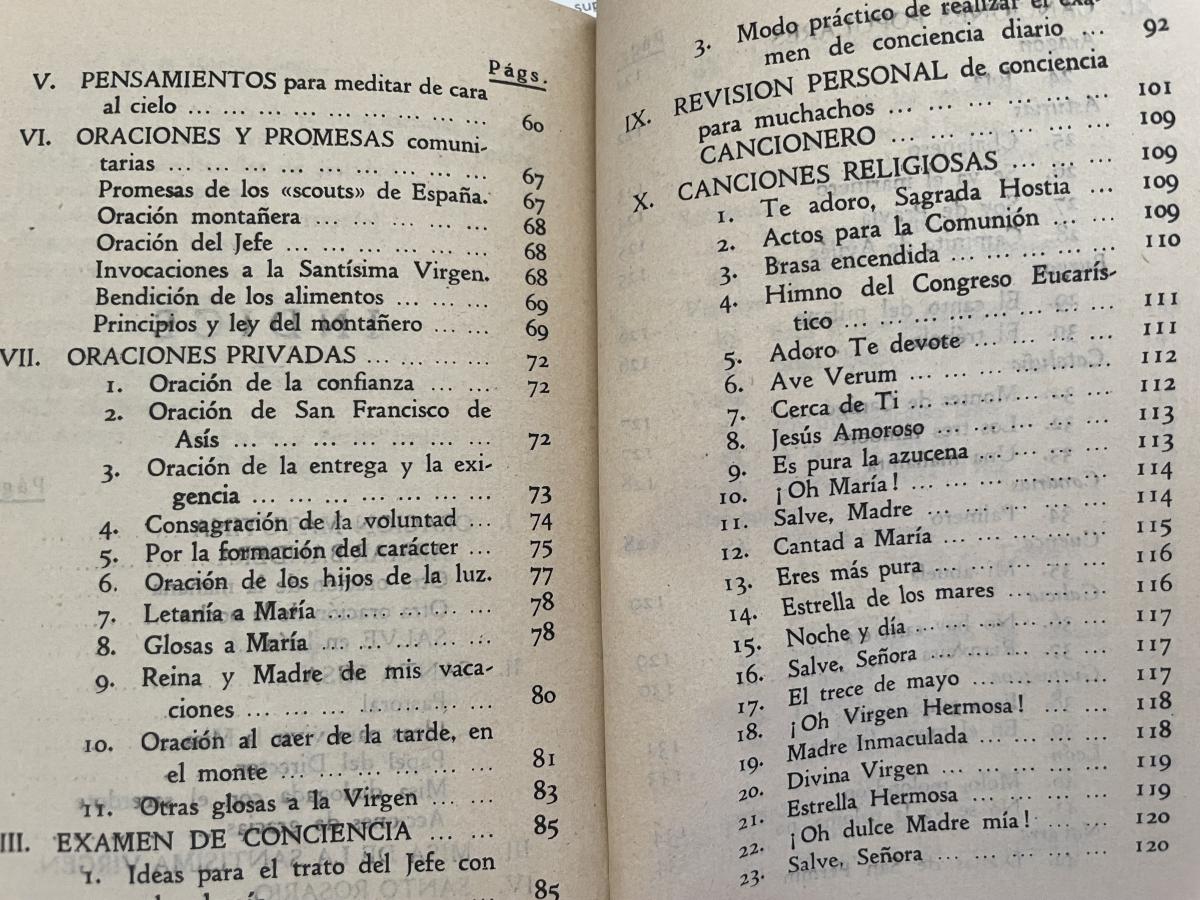 Págs.
V. PENSAMIENTOS para meditar de cara
al cielo ... ... ... ... ... ... ... ... ... 60
VI. ORACIONES Y PROMESAS comuni-
tarias ... ... ... ... ... ... ... ... ... ... 67
Promesas de los «scouts» de España. 67
Oración montañera ... ... ... ... ... 68
Oración del Jefe ... ... ... ... ... ... 68
Invocaciones a la Santísima Virgen. 68
Bendición de los alimentos ... ... ... 69
Principios y ley del montañero ... ... 69
VII. ORACIONES PRIVADAS ... ... ... ... 72
1. Oración de la confianza ... ... 72
2. Oración de San Francisco de
Asís ... ... ... ... ... ... ... 72
3. Oración de la entrega y la exi-
gencia ... ... ... ... ... ... ... 73
4. Consagración de la voluntad ... 74
5. Por la formación del carácter ... 75
6. Oración de los hijos de la luz. 77
7. Letanía a María ... ... ... ... ... 78
8. Glosas a María ... ... ... ... ... 78
9. Reina y Madre de mis vaca-
ciones ... ... ... ... ... ... ... 80
10. Oración al caer de la tarde, en
el monte ... ... ... ... ... ... 81
11. Otras glosas a la Virgen ... ... 83
III. EXAMEN DE CONCIENCIA ... ... 85
1. Ideas para el trato del Jefe con
85
3. Modo práctico de realizar el exa-
men de conciencia diario ... 92
IX. REVISION PERSONAL de conciencia
para muchachos ... ... ... ... ... ... 101
CANCIONERO ... ... ... ... ... ... 109
X. CANCIONES RELIGIOSAS ... ... ... 109
1. Te adoro, Sagrada Hostia ... 109
2. Actos para la Comunión ... ... 109
3. Brasa encendida ... ... ... ... ... 110
4. Himno del Congreso Eucarís-
tico ... ... ... ... ... ... ... ... 111
5. Adoro Te devote ... ... ... ... 111
6. Ave Verum ... ... ... ... ... ... 112
7. Cerca de Ti ... ... ... ... ... ... 112
8. Jesús Amoroso ... ... ... ... ... 113
9. Es pura la azucena ... ... ... ... 113
10. ¡Oh María! ... ... ... ... ... ... 114
11. Salve, Madre ... ... ... ... ... 114
12. Cantad a María ... ... ... ... ... 115
13. Eres más pura ... ... ... ... ... 116
14. Estrella de los mares ... ... ... 116
15. Noche y día ... ... ... ... ... ... 117
16. Salve, Señora ... ... ... ... ... 117
17. El trece de mayo ... ... ... ... 117
18. ¡Oh Virgen Hermosa! ... ... 118
19. Madre Inmaculada ... ... ... ... 118
20. Divina Virgen ... ... ... ... ... 119
21. Estrella Hermosa ... ... ... ... 119
22. ¡Oh dulce Madre mía! ... ... 120
23. Salve, Señora ... ... ... ... ... 120